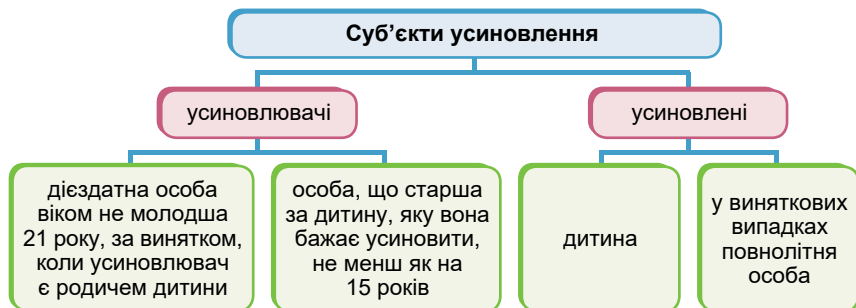 Суб’єкти усиновлення
усиновлювачі
усиновлені
дієздатна особа
віком не молодша
21 року, за винятком,
коли усиновлювач
є родичем дитини
особа, що старша
за дитину, яку вона
бажає усиновити,
не менш як на
15 років
дитина
у виняткових
випадках
повнолітня
особа